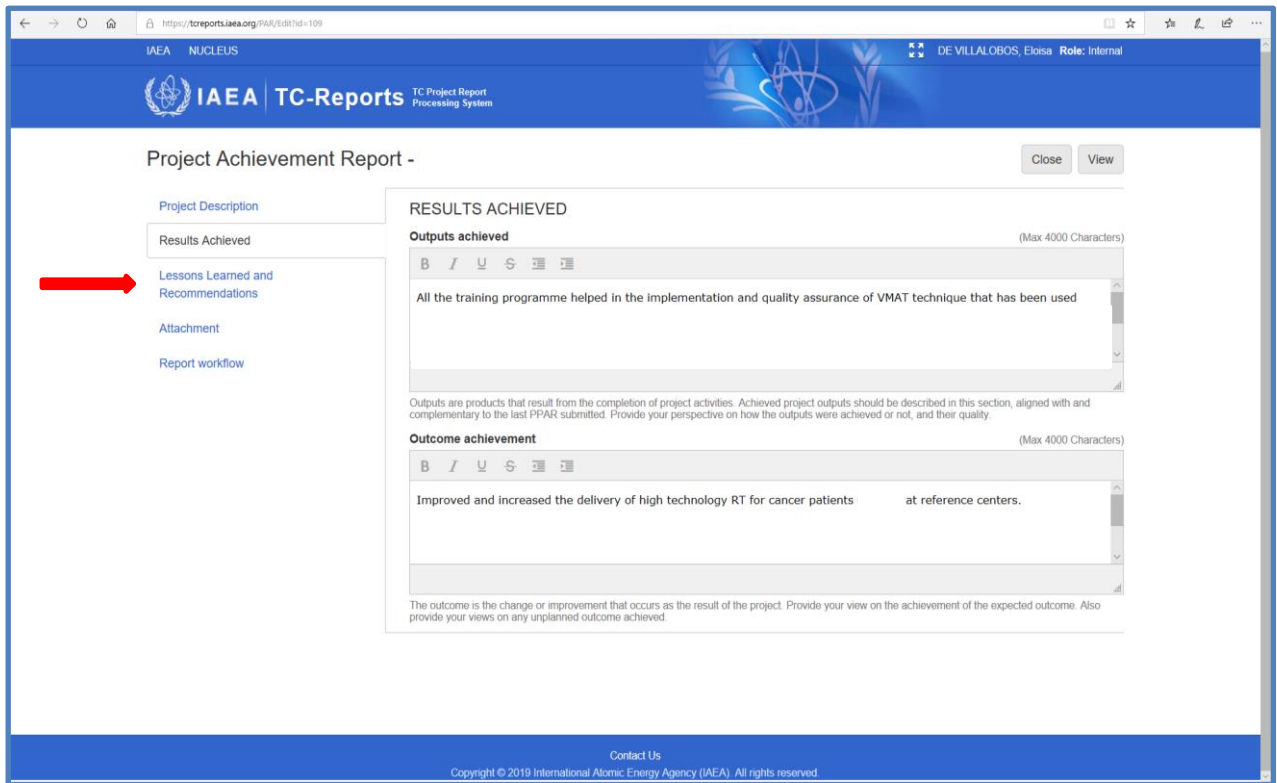 https://tcreports.iaea.org/PAR/Edit?id=109
IAEA NUCLEUS
DE VILLALOBOS, Eloisa Role: Internal
IAEA TC-Reports TC Project Report
Processing System
Project Achievement Report -
Close View
Project Description
Results Achieved
Lessons Learned and
Recommendations
Attachment
Report workflow
RESULTS ACHIEVED
Outputs achieved (Max 4000 Characters)
B I U S
All the training programme helped in the implementation and quality assurance of VMAT technique that has been used
Outputs are products that result from the completion of project activities. Achieved project outputs should be described in this section, aligned with and
complementary to the last PPAR submitted. Provide your perspective on how the outputs were achieved or not, and their quality.
Outcome achievement (Max 4000 Characters)
B I U S
Improved and increased the delivery of high technology RT for cancer patients at reference centers.
The outcome is the change or improvement that occurs as the result of the project. Provide your view on the achievement of the expected outcome. Also
provide your views on any unplanned outcome achieved.
Contact Us
Copyright © 2019 International Atomic Energy Agency (IAEA). All rights reserved.